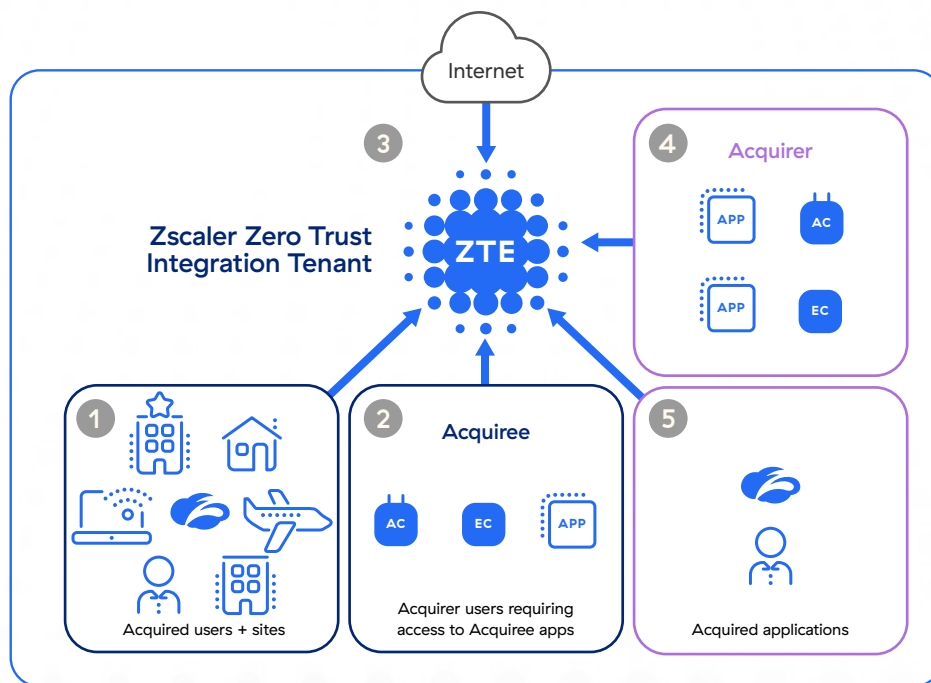 Internet
3
Zscaler Zero Trust
Integration Tenant
ZTE
4
Acquirer
APP
AC
APP
EC
1
Acquired users + sites
2
Acquiree
AC
EC
APP
Acquirer users requiring
access to Acquiree apps
5
Acquired applications